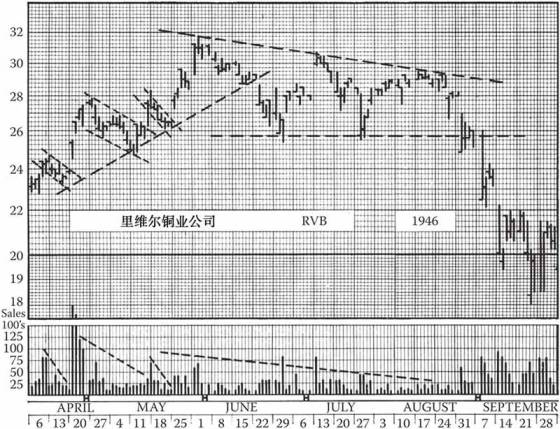 32
30
28
26
24
22
20
19
18
里维尔铜业公司 RVB 1946
Sales
100's
125
100
75
50
25
APRIL MAY JUNE JULY AUGUST SEPTEMBER
6 13 20 27 4 11 18 25 1 8 15 22 29 6 13 20 27 3 10 17 24 31 7 14 21 28